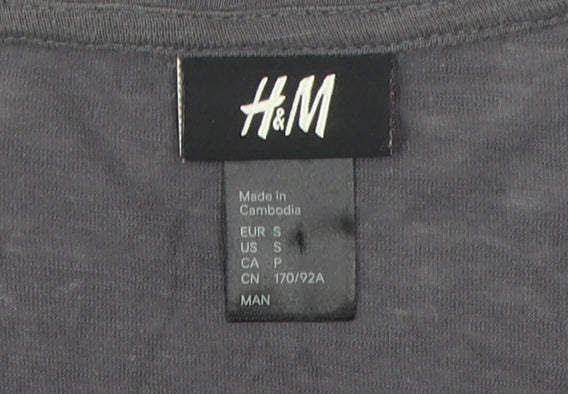 H&M
Made in
Cambodia
EUR S
US S
CA P
CN 170/92A
MAN